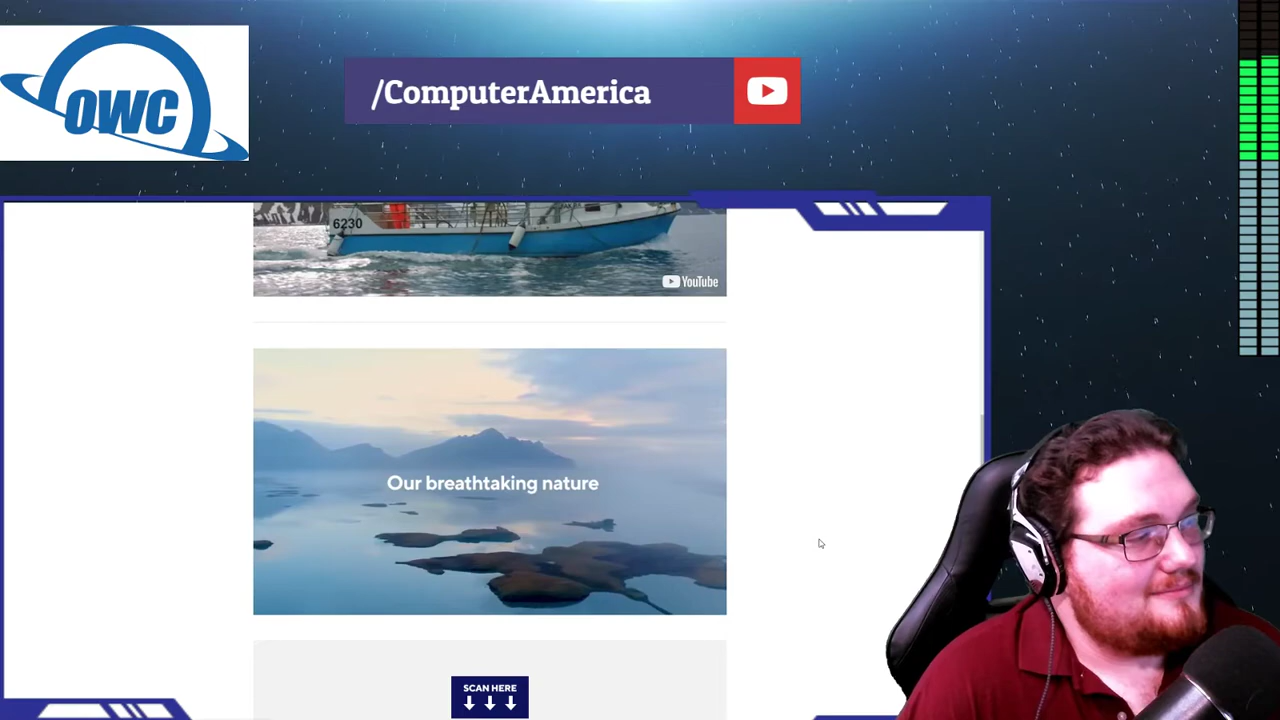 OWC
/ComputerAmerica
6230
YouTube
Our breathtaking nature
SCAN HERE